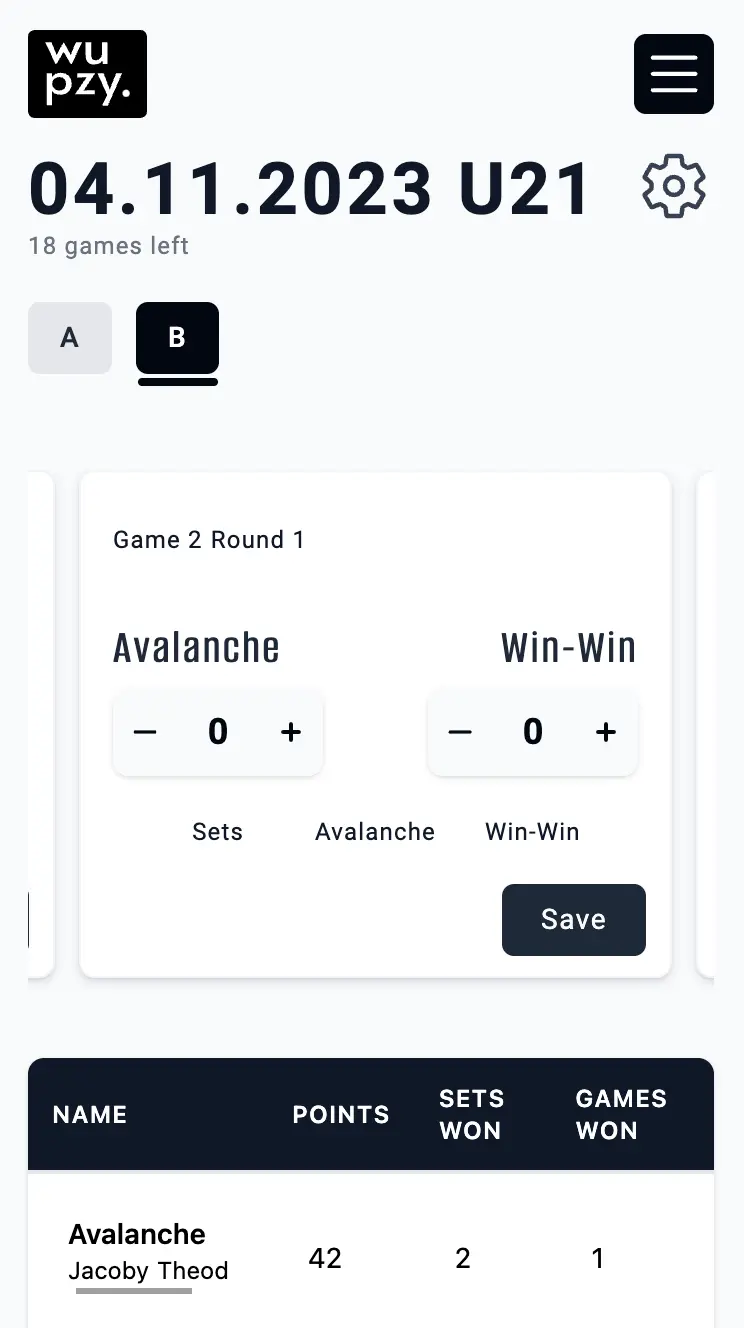 wu
pzy.
04.11.2023 U21
18 games left
A B
Game 2 Round 1
Avalanche Win-Win
− 0 + − 0 +
Sets Avalanche Win-Win
Save
NAME POINTS SETS WON GAMES WON
Avalanche
Jacoby Theod
42 2 1